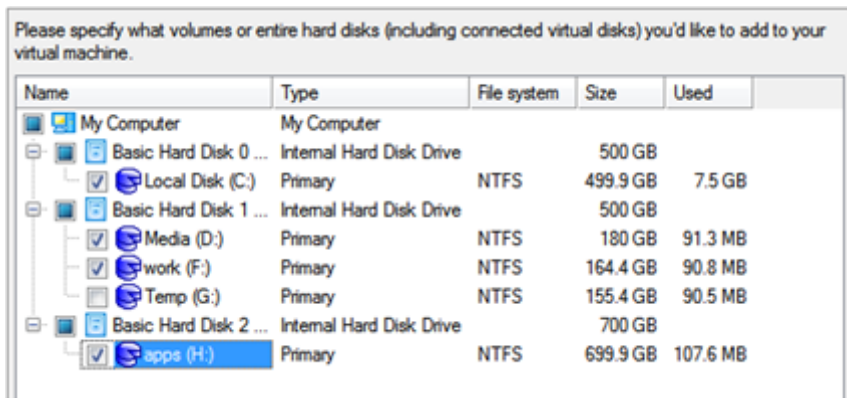 Please specify what volumes or entire hard disks (including connected virtual disks) you'd like to add to your
virtual machine.
Name Type File system Size Used
My Computer My Computer
Basic Hard Disk 0 ... Internal Hard Disk Drive 500 GB
Local Disk (C:) Primary NTFS 499.9 GB 7.5 GB
Basic Hard Disk 1 ... Internal Hard Disk Drive 500 GB
Media (D:) Primary NTFS 180 GB 91.3 MB
work (F:) Primary NTFS 164.4 GB 90.8 MB
Temp (G:) Primary NTFS 155.4 GB 90.5 MB
Basic Hard Disk 2 ... Internal Hard Disk Drive 700 GB
apps (H:) Primary NTFS 699.9 GB 107.6 MB